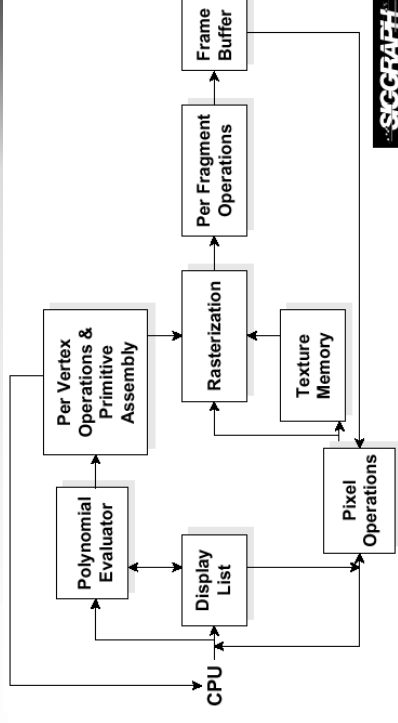 CPU
Polynomial
Evaluator
Display
List
Per Vertex
Operations &
Primitive
Assembly
Rasterization
Texture
Memory
Pixel
Operations
Per Fragment
Operations
Frame
Buffer
SIGGRAPH